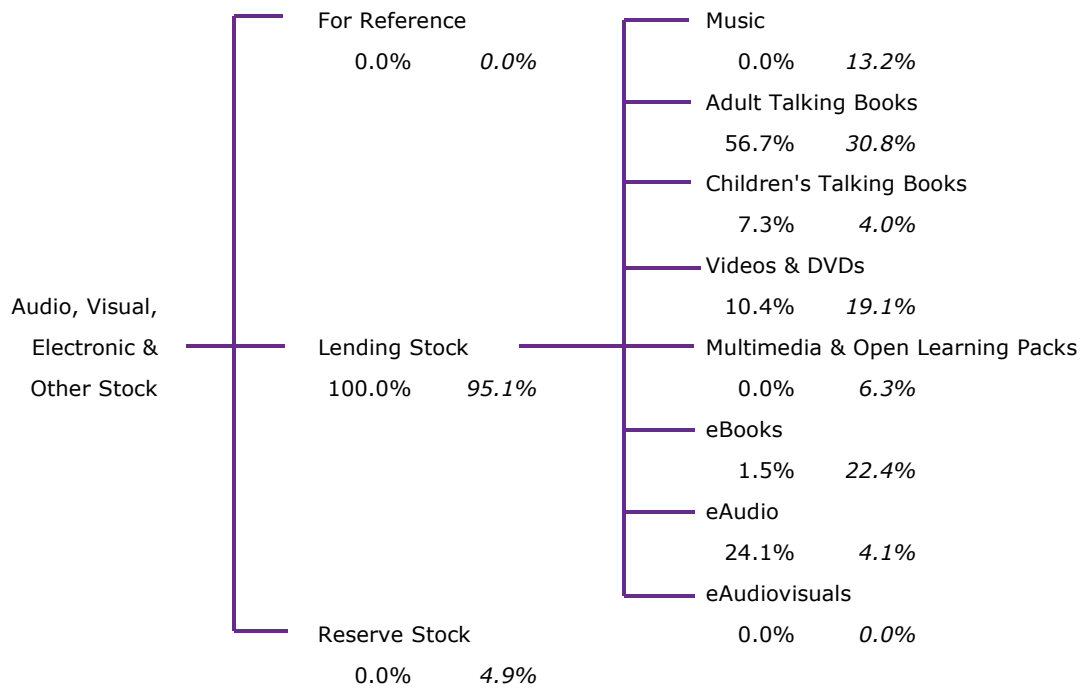 For Reference
0.0% 0.0%
Audio, Visual,
Electronic &
Other Stock
Lending Stock
100.0% 95.1%
Reserve Stock
0.0% 4.9%
Music
0.0% 13.2%
Adult Talking Books
56.7% 30.8%
Children's Talking Books
7.3% 4.0%
Videos & DVDs
10.4% 19.1%
Multimedia & Open Learning Packs
0.0% 6.3%
eBooks
1.5% 22.4%
eAudio
24.1% 4.1%
eAudiovisuals
0.0% 0.0%